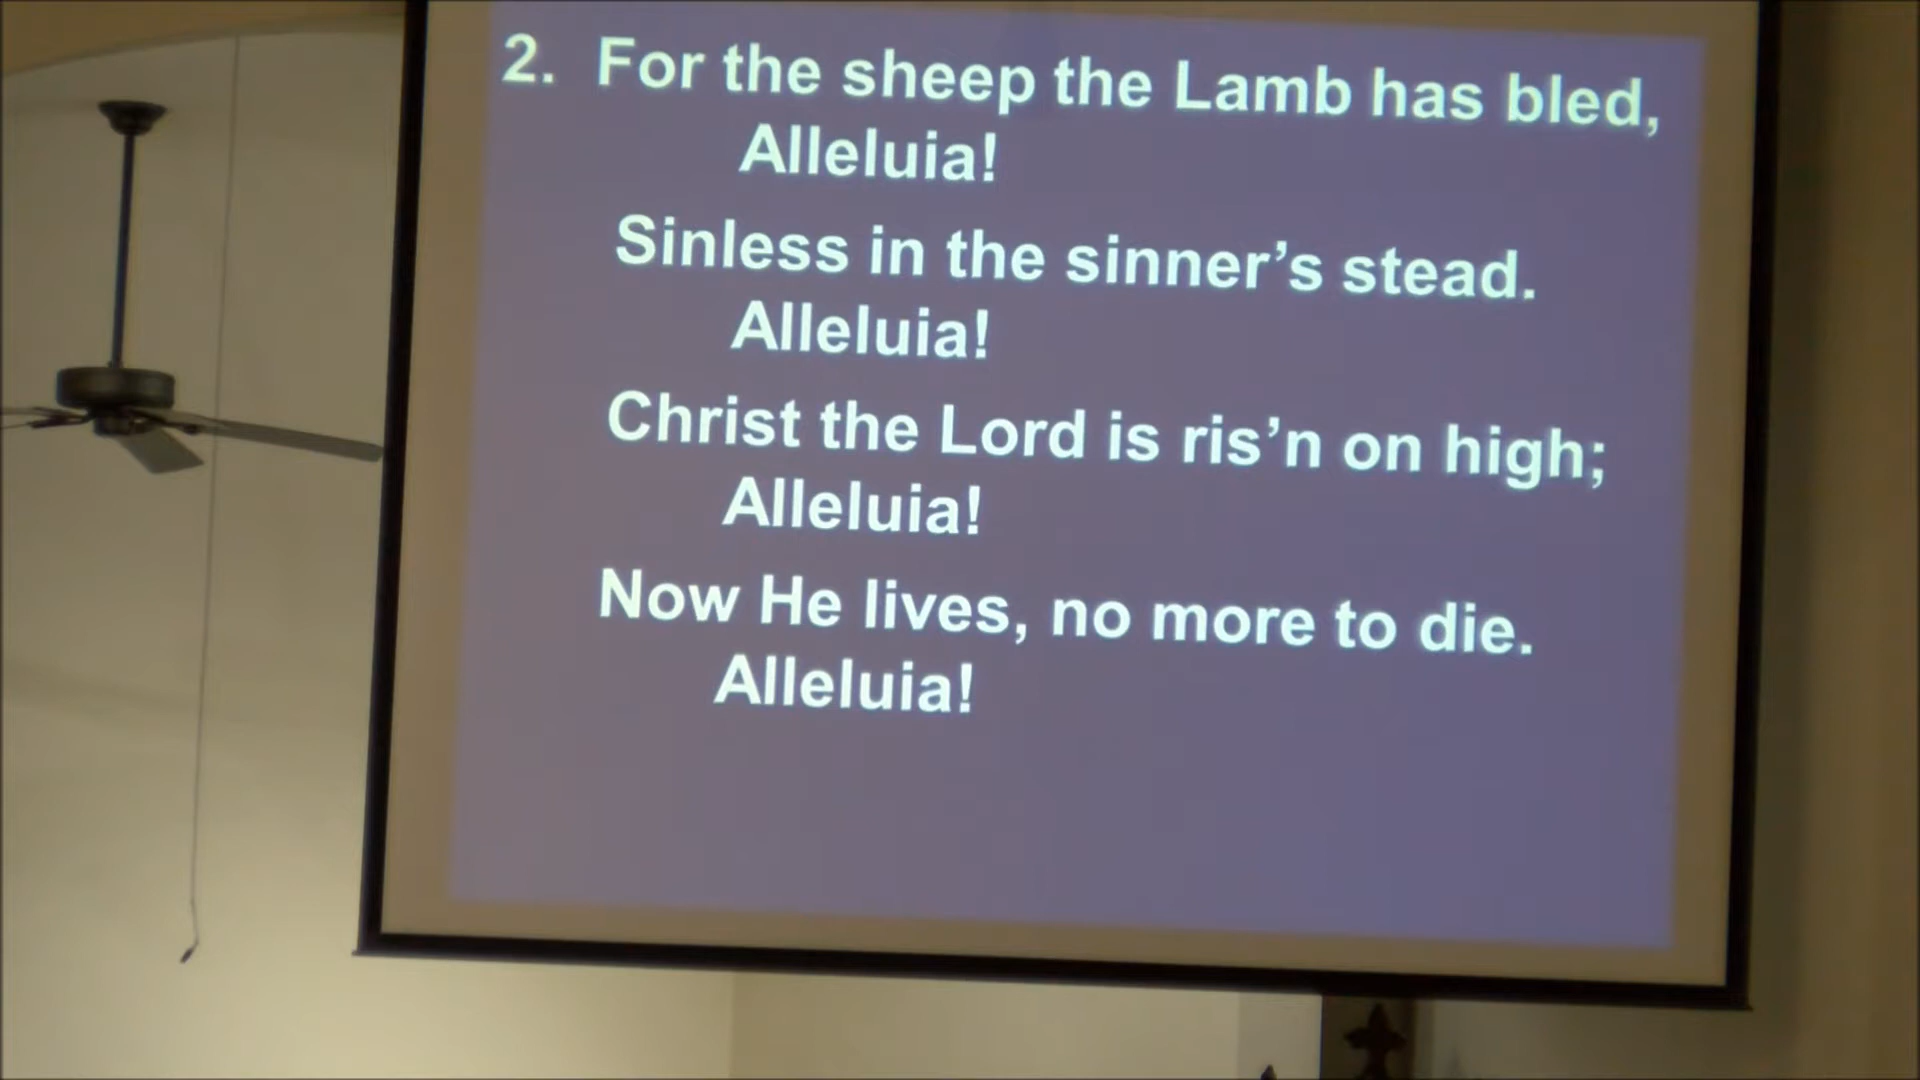 2. For the sheep the Lamb has bled,
Alleluia!
Sinless in the sinner’s stead.
Alleluia!
Christ the Lord is ris’n on high;
Alleluia!
Now He lives, no more to die.
Alleluia!